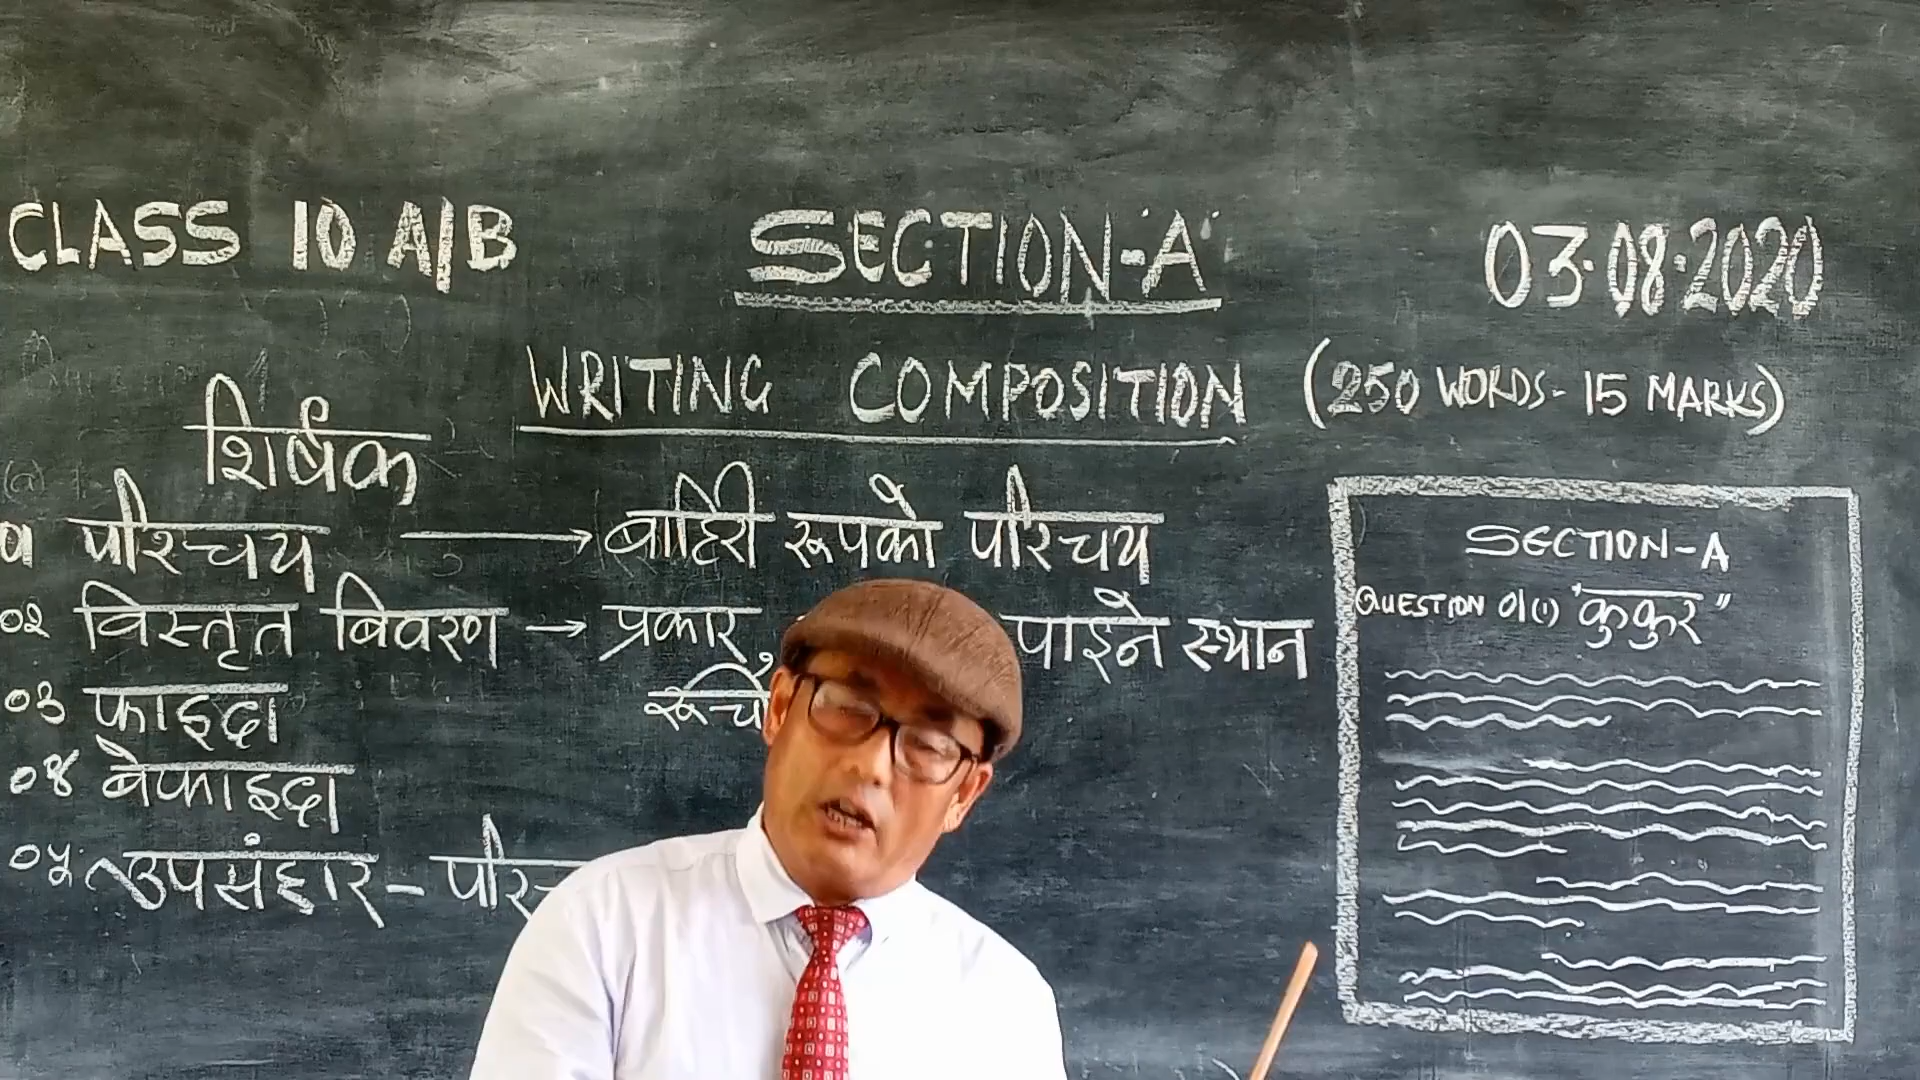 CLASS 10 A/B SECTION-A 03.08.2020
WRITING COMPOSITION (250 WORDS - 15 MARKS)
शिर्षक
०१ परिचय → बाहिरी रूपको परिचय
०२ विस्तृत बिवरण → प्रकार पाइने स्थान
०३ फाइदा
०४ बेफाइदा
०५ उपसंहार -
SECTION-A
QUESTION 01(1) "कुकुर"